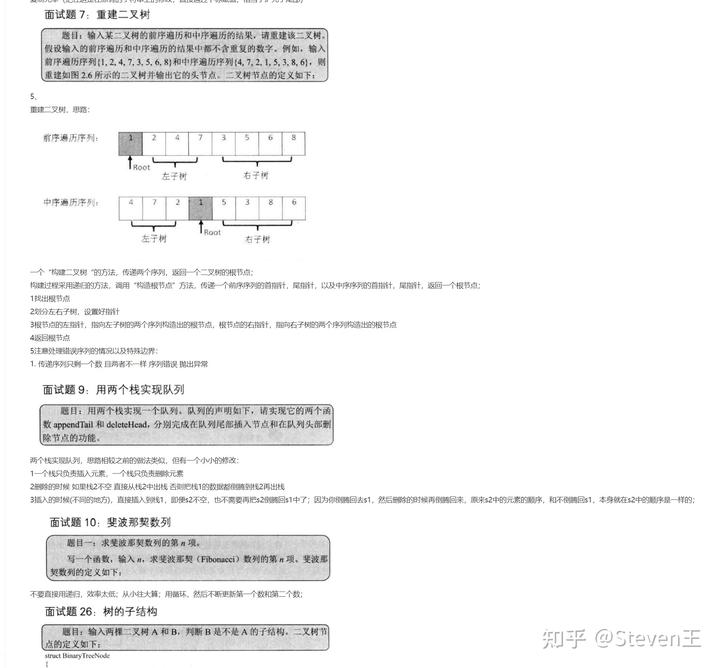 面试题 7：重建二叉树
题目：输入某二叉树的前序遍历和中序遍历的结果，请重建该二叉树。
假设输入的前序遍历和中序遍历的结果中都不含重复的数字。例如，输入
前序遍历序列{1, 2, 4, 7, 3, 5, 6, 8}和中序遍历序列{4, 7, 2, 1, 5, 3, 8, 6}，则
重建如图 2.6 所示的二叉树并输出它的头节点。二叉树节点的定义如下：
5、
重建二叉树，思路：
前序遍历序列：
1 2 4 7 3 5 6 8
Root
左子树 右子树
中序遍历序列：
4 7 2 1 5 3 8 6
左子树 Root 右子树
一个“构建二叉树“的方法，传递两个序列，返回一个二叉树的根节点；
构建过程采用递归的方法，调用“构造根节点”方法，传递一个前序序列的首指针，尾指针，以及中序序列的首指针，尾指针，返回一个根节点；
1找出根节点
2划分左右子树，设置好指针
3根节点的左指针，指向左子树的两个序列构造出的根节点，根节点的右指针，指向右子树的两个序列构造出的根节点
4返回根节点
5注意处理错误序列的情况以及特殊边界：
1. 传递序列只剩一个数 且两者不一样 序列错误 抛出异常
面试题 9：用两个栈实现队列
题目：用两个栈实现一个队列。队列的声明如下，请实现它的两个函
数 appendTail 和 deleteHead，分别完成在队列尾部插入节点和在队列头部删
除节点的功能。
两个栈实现队列，思路相较之前的做法类似，但有一个小小的修改：
1一个栈只负责插入元素，一个栈只负责删除元素
2删除的时候 如果栈2不空 直接从栈2中出栈 否则把栈1的数据都倒腾到栈2再出栈
3插入的时候(不同的地方)，直接插入到栈1，即便s2不空，也不需要再把s2倒腾回s1中了；因为你倒腾回去s1，然后删除的时候再倒腾回来，原来s2中的元素的顺序，和不倒腾回s1，本身就在s2中的顺序是一样的；
面试题 10：斐波那契数列
题目一：求斐波那契数列的第 n 项。
写一个函数，输入 n，求斐波那契（Fibonacci）数列的第 n 项。斐波那
契数列的定义如下：
不要直接用递归，效率太低；从小往大算；用循环，然后不断更新第一个数和第二个数；
面试题 26：树的子结构
题目：输入两棵二叉树 A 和 B，判断 B 是不是 A 的子结构。二叉树节
点的定义如下：
struct BinaryTreeNode
{
知乎 @Steven王